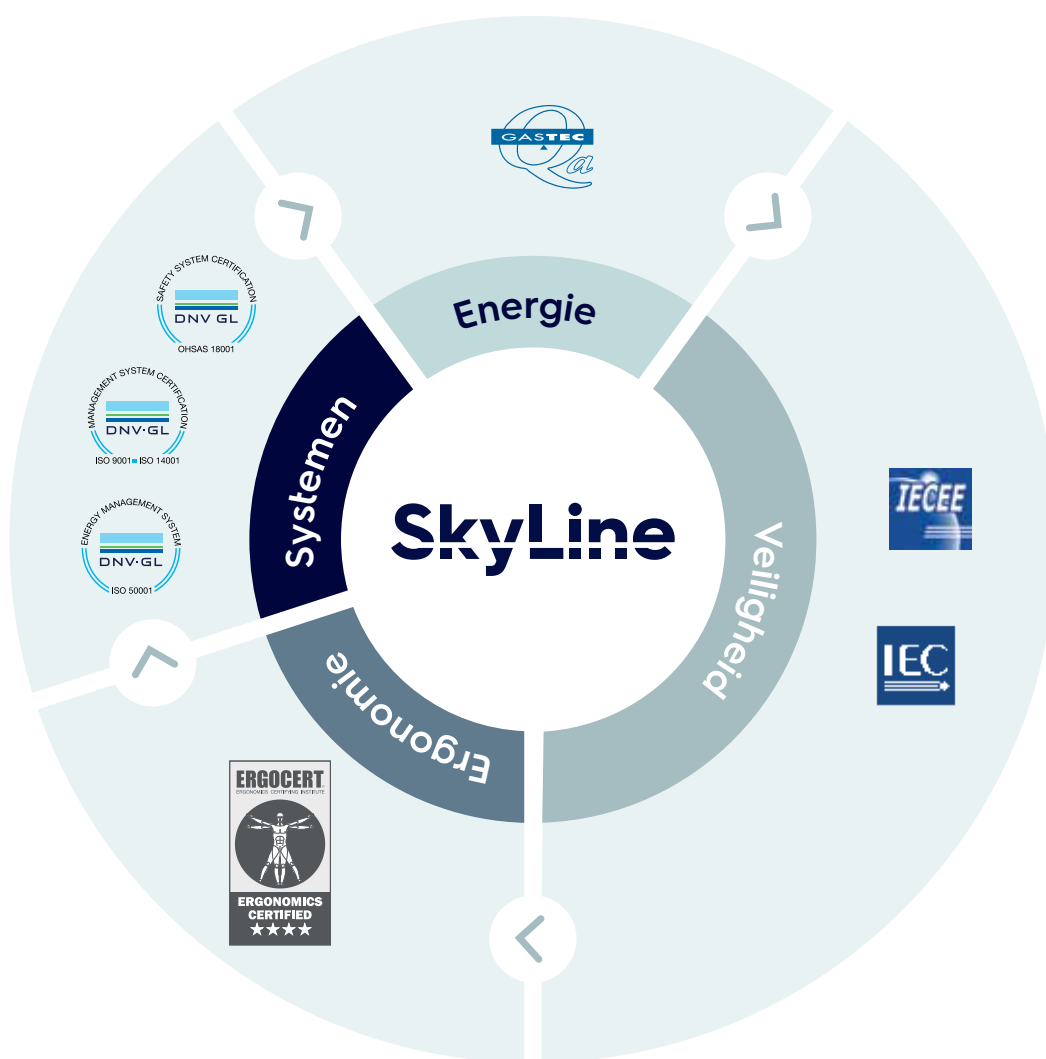 GASTEC
Qa
Energie
SAFETY SYSTEM CERTIFICATION
DNV GL
OHSAS 18001
MANAGEMENT SYSTEM CERTIFICATION
DNV·GL
ISO 9001 ISO 14001
ENERGY MANAGEMENT SYSTEM
DNV·GL
ISO 50001
Systemen
SkyLine
Veiligheid
IECEE
IEC
Ergonomie
ERGOCERT
ERGONOMICS CERTIFYING INSTITUTE
ERGONOMICS
CERTIFIED